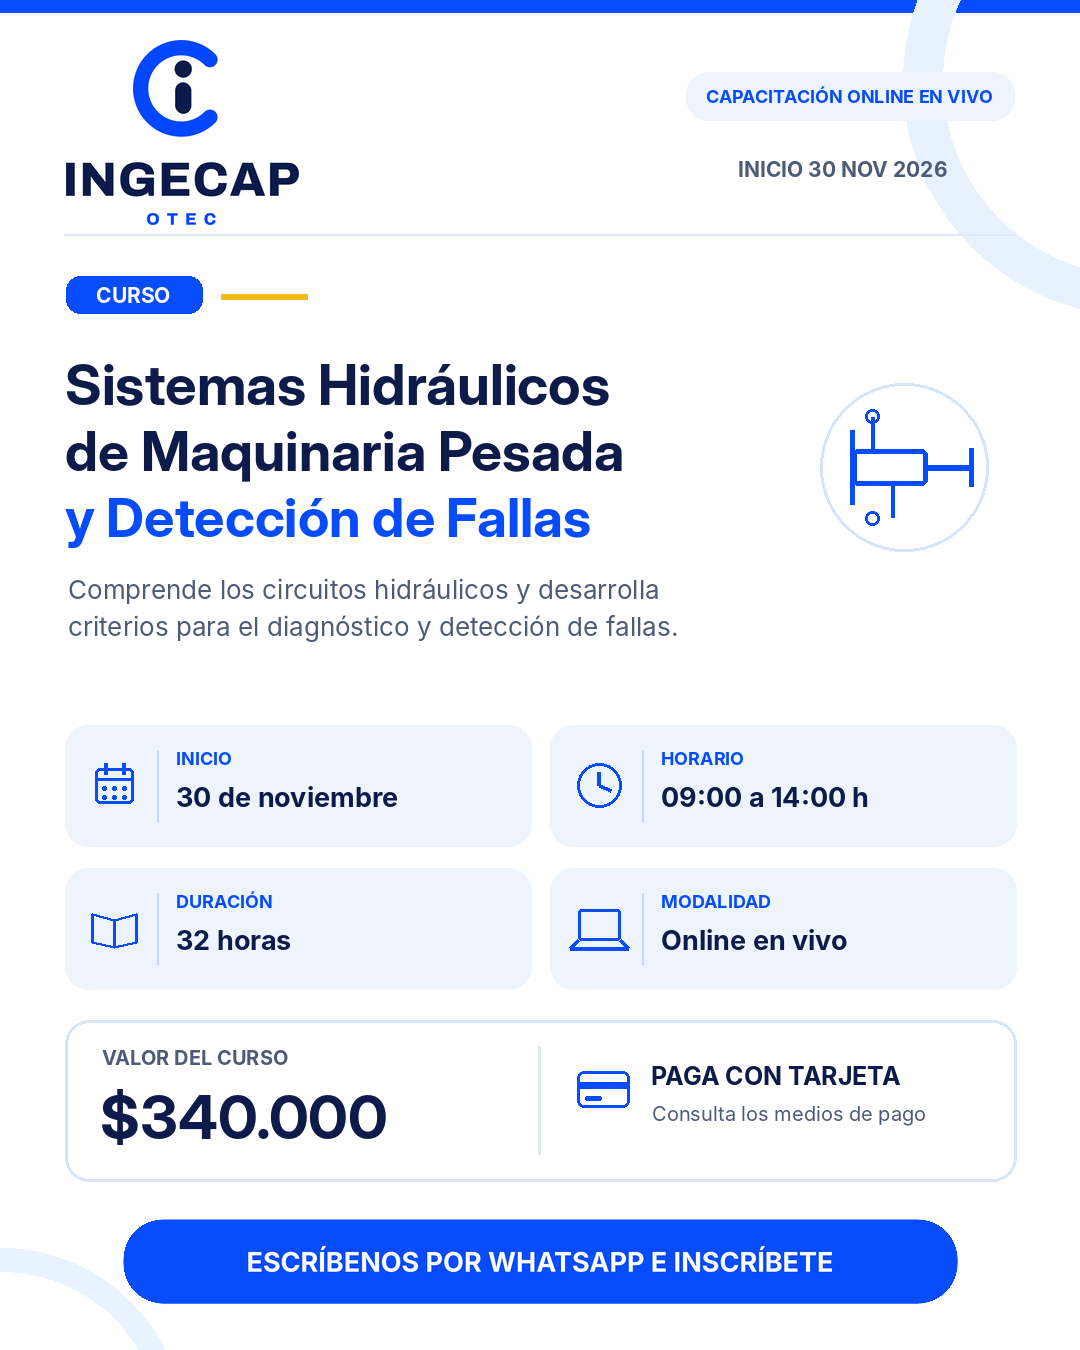 INGECAP
OTEC
CAPACITACIÓN ONLINE EN VIVO
INICIO 30 NOV 2026
CURSO
Sistemas Hidráulicos
de Maquinaria Pesada
y Detección de Fallas
Comprende los circuitos hidráulicos y desarrolla
criterios para el diagnóstico y detección de fallas.
INICIO
30 de noviembre
HORARIO
09:00 a 14:00 h
DURACIÓN
32 horas
MODALIDAD
Online en vivo
VALOR DEL CURSO
$340.000
PAGA CON TARJETA
Consulta los medios de pago
ESCRÍBENOS POR WHATSAPP E INSCRÍBETE